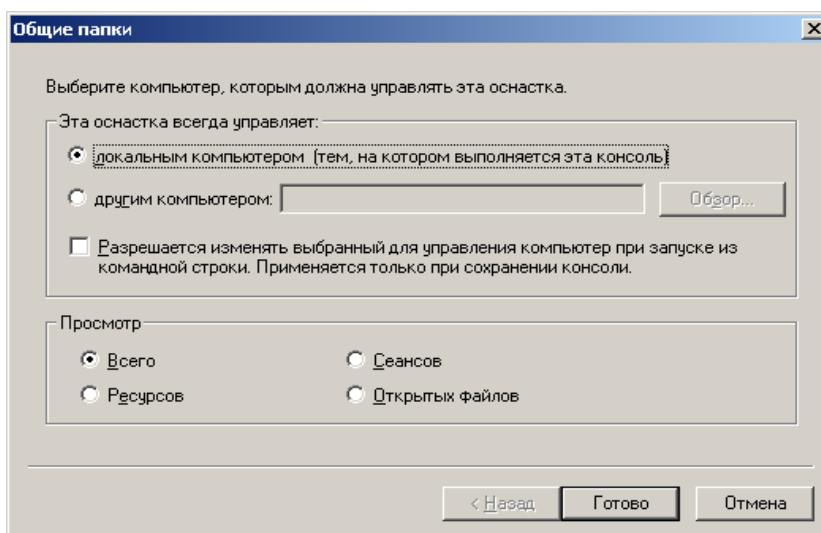 Общие папки
Выберите компьютер, которым должна управлять эта оснастка.
Эта оснастка всегда управляет:
локальным компьютером (тем, на котором выполняется эта консоль)
другим компьютером:
Обзор...
Разрешается изменять выбранный для управления компьютер при запуске из
командной строки. Применяется только при сохранении консоли.
Просмотр
Всего
Сеансов
Ресурсов
Открытых файлов
< Назад
Готово
Отмена